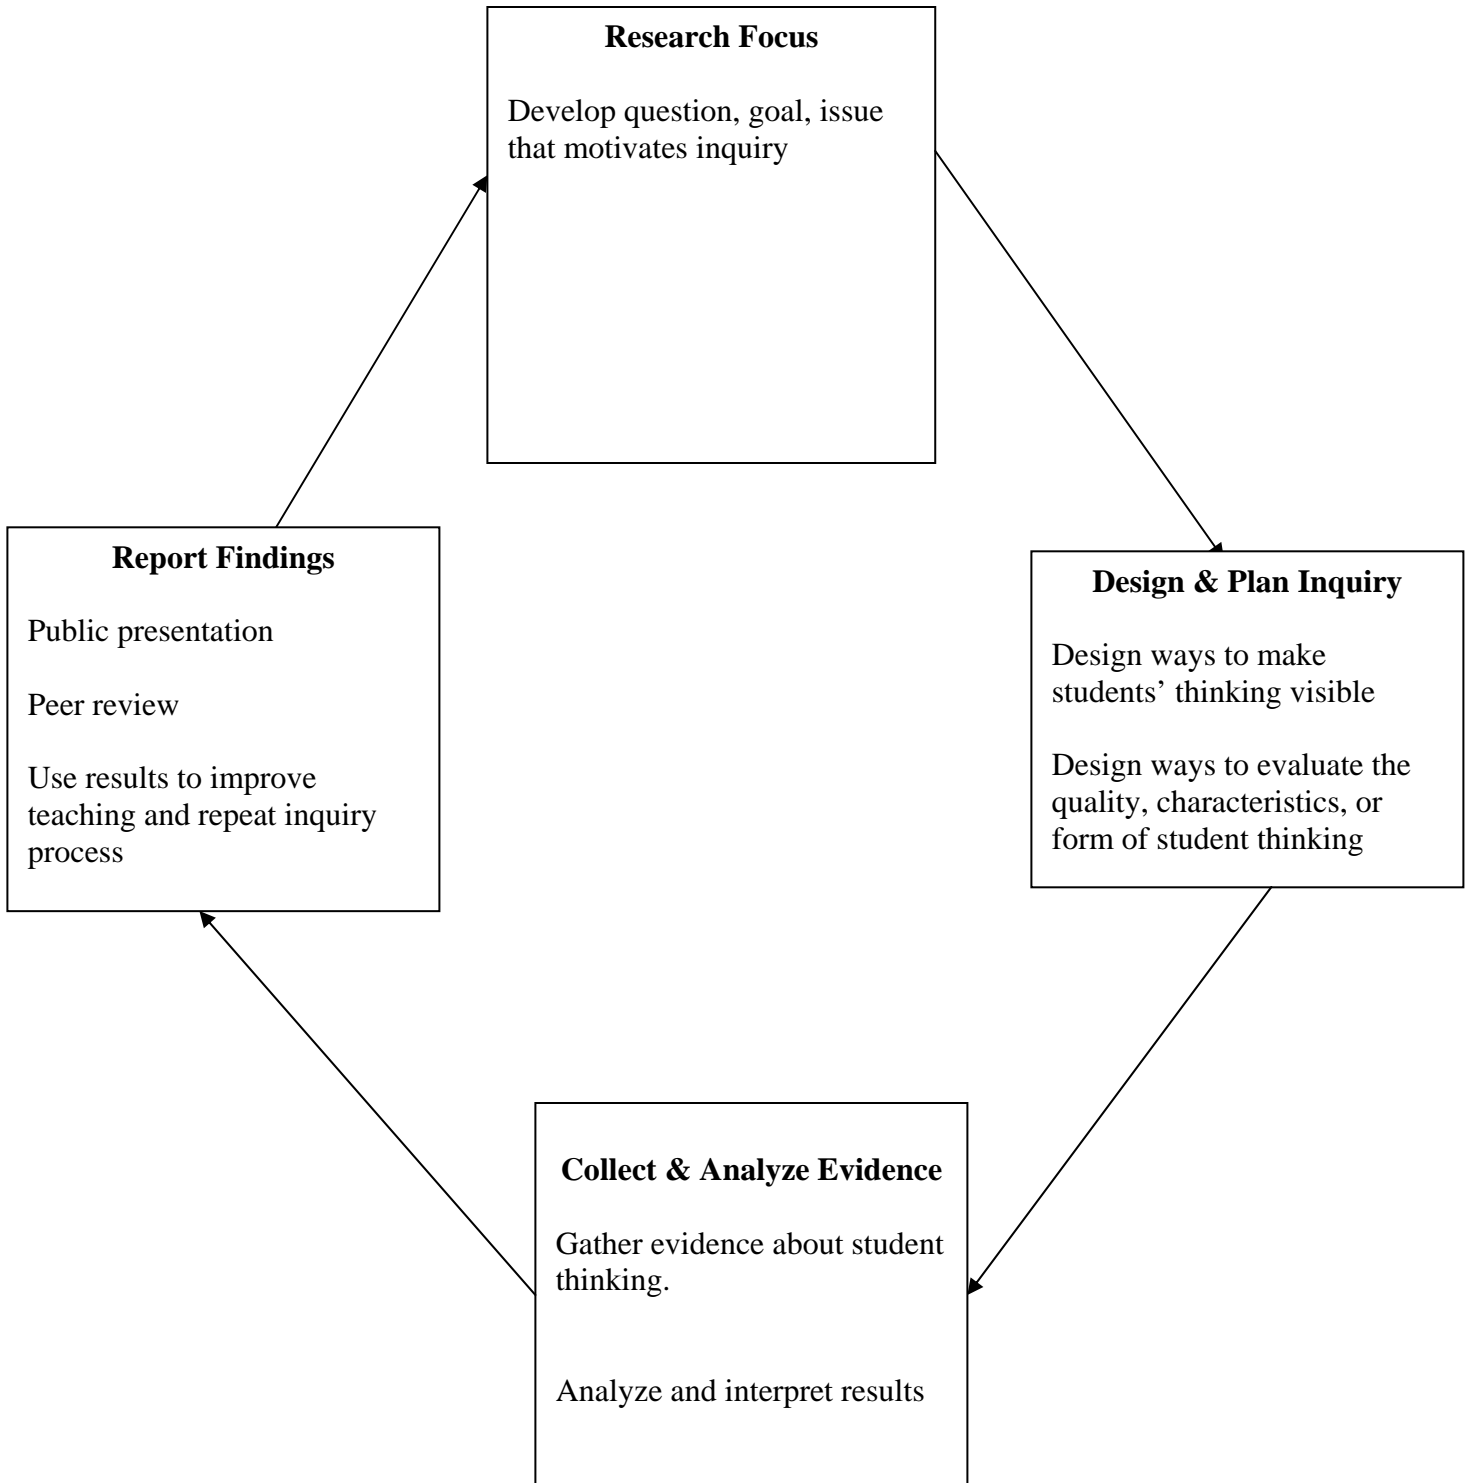 Research Focus
Develop question, goal, issue
that motivates inquiry
Report Findings
Public presentation
Peer review
Use results to improve
teaching and repeat inquiry
process
Design & Plan Inquiry
Design ways to make
students’ thinking visible
Design ways to evaluate the
quality, characteristics, or
form of student thinking
Collect & Analyze Evidence
Gather evidence about student
thinking.
Analyze and interpret results